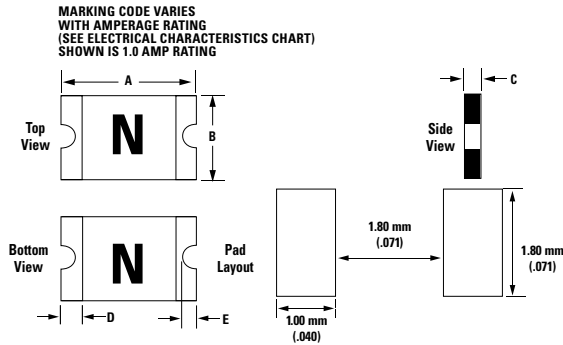 MARKING CODE VARIES
WITH AMPERAGE RATING
(SEE ELECTRICAL CHARACTERISTICS CHART)
SHOWN IS 1.0 AMP RATING
A
C
Top
View
N
B
Side
View
Bottom
View
N
Pad
Layout
1.80 mm
(.071)
1.80 mm
(.071)
D
E
1.00 mm
(.040)